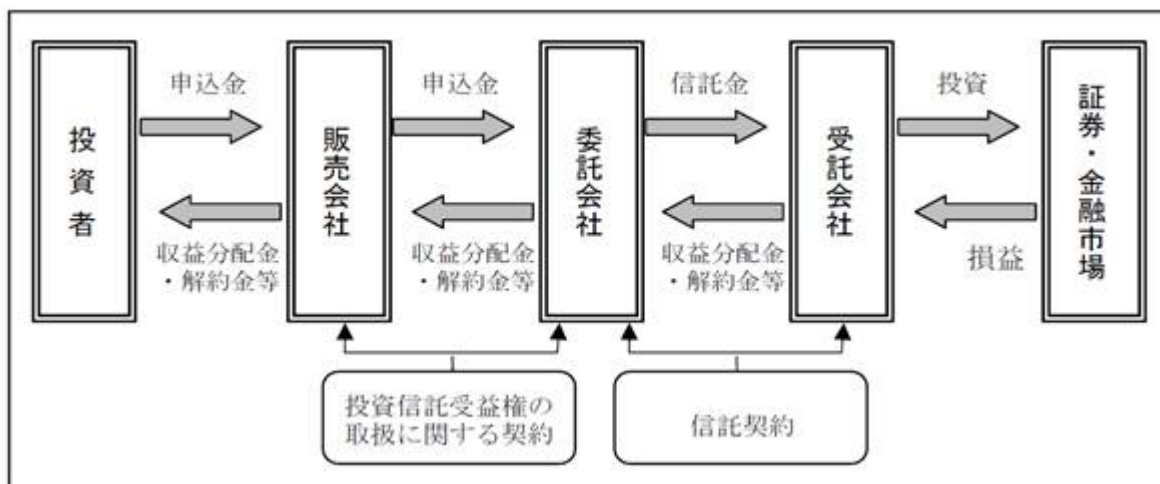 申込金
申込金
信託金
投資
投資者
販売会社
委託会社
受託会社
証券・金融市場
収益分配金
・解約金等
収益分配金
・解約金等
収益分配金
・解約金等
損益
投資信託受益権の
取扱に関する契約
信託契約